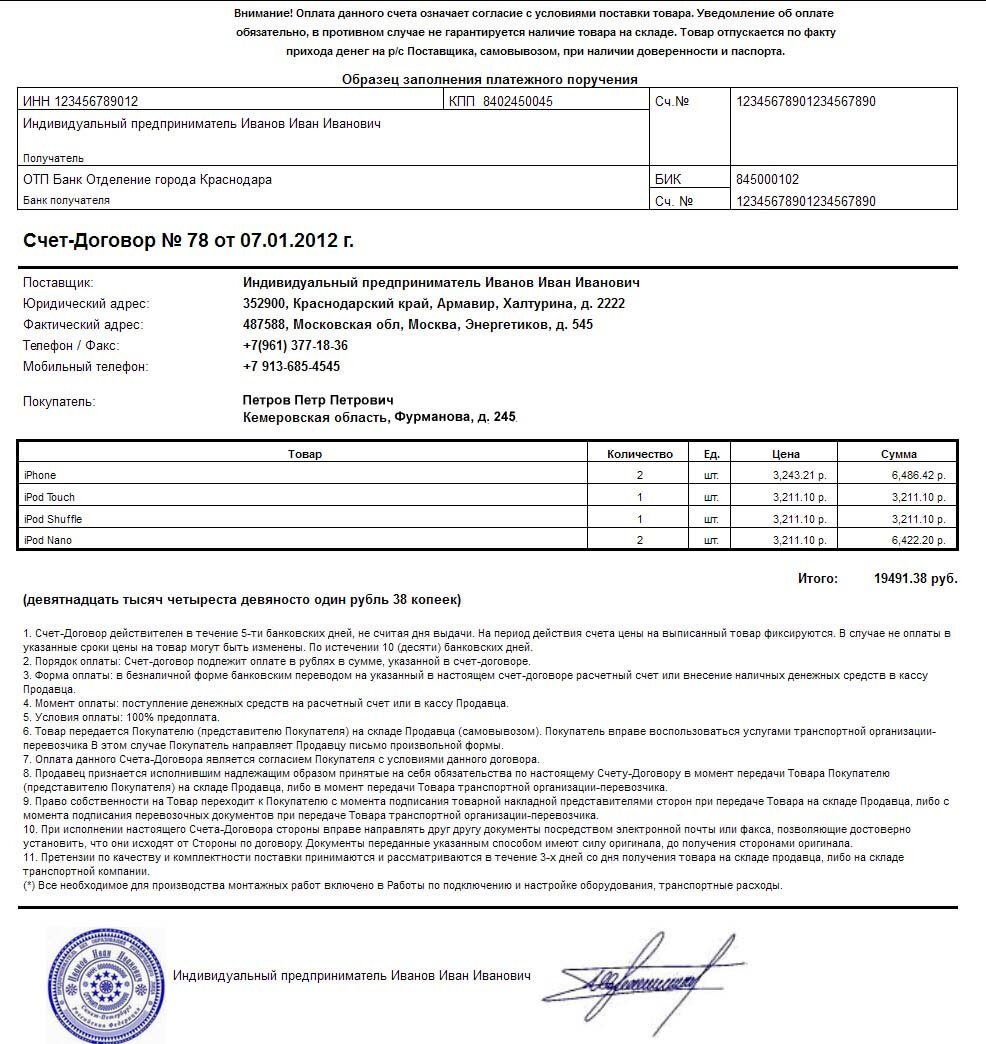 Внимание! Оплата данного счета означает согласие с условиями поставки товара. Уведомление об оплате
обязательно, в противном случае не гарантируется наличие товара на складе. Товар отпускается по факту
прихода денег на р/с Поставщика, самовывозом, при наличии доверенности и паспорта.
Образец заполнения платежного поручения
ИНН 123456789012 КПП 8402450045 Сч.№ 12345678901234567890
Индивидуальный предприниматель Иванов Иван Иванович
Получатель
ОТП Банк Отделение города Краснодара БИК 845000102
Банк получателя Сч. № 12345678901234567890
Счет-Договор № 78 от 07.01.2012 г.
Поставщик: Индивидуальный предприниматель Иванов Иван Иванович
Юридический адрес: 352900, Краснодарский край, Армавир, Халтурина, д. 2222
Фактический адрес: 487588, Московская обл, Москва, Энергетиков, д. 545
Телефон / Факс: +7(961) 377-18-36
Мобильный телефон: +7 913-685-4545
Покупатель: Петров Петр Петрович
Кемеровская область, Фурманова, д. 245.
Товар Количество Ед. Цена Сумма
iPhone 2 шт. 3,243.21 р. 6,486.42 р.
iPod Touch 1 шт. 3,211.10 р. 3,211.10 р.
iPod Shuffle 1 шт. 3,211.10 р. 3,211.10 р.
iPod Nano 2 шт. 3,211.10 р. 6,422.20 р.
Итого: 19491.38 руб.
(девятнадцать тысяч четыреста девяносто один рубль 38 копеек)
1. Счет-Договор действителен в течение 5-ти банковских дней, не считая дня выдачи. На период действия счета цены на выписанный товар фиксируются. В случае не оплаты в
указанные сроки цены на товар могут быть изменены. По истечении 10 (десяти) банковских дней.
2. Порядок оплаты: Счет-договор подлежит оплате в рублях в сумме, указанной в счет-договоре.
3. Форма оплаты: в безналичной форме банковским переводом на указанный в настоящем счет-договоре расчетный счет или внесение наличных денежных средств в кассу
Продавца.
4. Момент оплаты: поступление денежных средств на расчетный счет или в кассу Продавца.
5. Условия оплаты: 100% предоплата.
6. Товар передается Покупателю (представителю Покупателя) на складе Продавца (самовывозом). Покупатель вправе воспользоваться услугами транспортной организации-
перевозчика В этом случае Покупатель направляет Продавцу письмо произвольной формы.
7. Оплата данного Счета-Договора является согласием Покупателя с условиями данного договора.
8. Продавец признается исполнившим надлежащим образом принятые на себя обязательства по настоящему Счету-Договору в момент передачи Товара Покупателю
(представителю Покупателя) на складе Продавца, либо в момент передачи Товара транспортной организации-перевозчика.
9. Право собственности на Товар переходит к Покупателю с момента подписания товарной накладной представителями сторон при передаче Товара на складе Продавца, либо с
момента подписания перевозочных документов при передаче Товара транспортной организации-перевозчика.
10. При исполнении настоящего Счета-Договора стороны вправе направлять друг другу документы посредством электронной почты или факса, позволяющие достоверно
установить, что они исходят от Стороны по договору. Документы переданные указанным способом имеют силу оригинала, до получения сторонами оригинала.
11. Претензии по качеству и комплектности поставки принимаются и рассматриваются в течение 3-х дней со дня получения товара на складе продавца, либо на складе
транспортной компании.
(*) Все необходимое для производства монтажных работ включено в Работы по подключению и настройке оборудования, транспортные расходы.
Иванов Иван Иванович
Санкт-Петербург
Российская Федерация
Индивидуальный предприниматель Иванов Иван Иванович